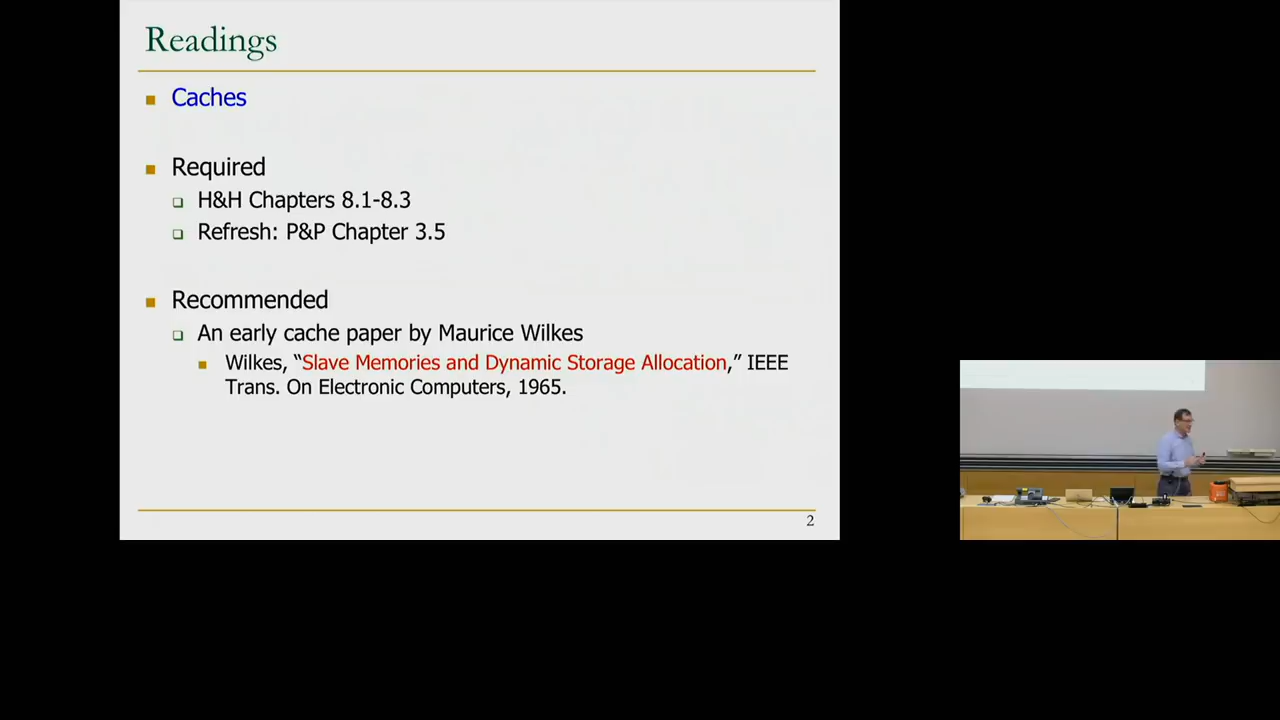 Readings
Caches
Required
H&H Chapters 8.1-8.3
Refresh: P&P Chapter 3.5
Recommended
An early cache paper by Maurice Wilkes
Wilkes, “Slave Memories and Dynamic Storage Allocation,” IEEE
Trans. On Electronic Computers, 1965.
2